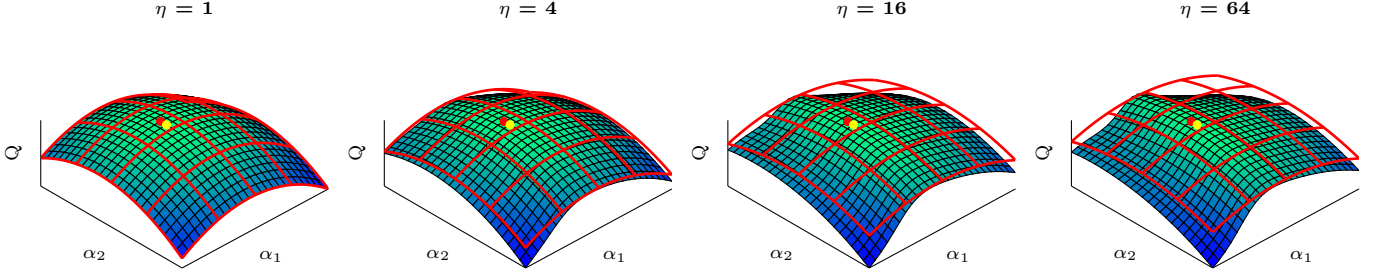 η = 1
η = 4
η = 16
η = 64
Q
α2
α1
Q
α2
α1
Q
α2
α1
Q
α2
α1